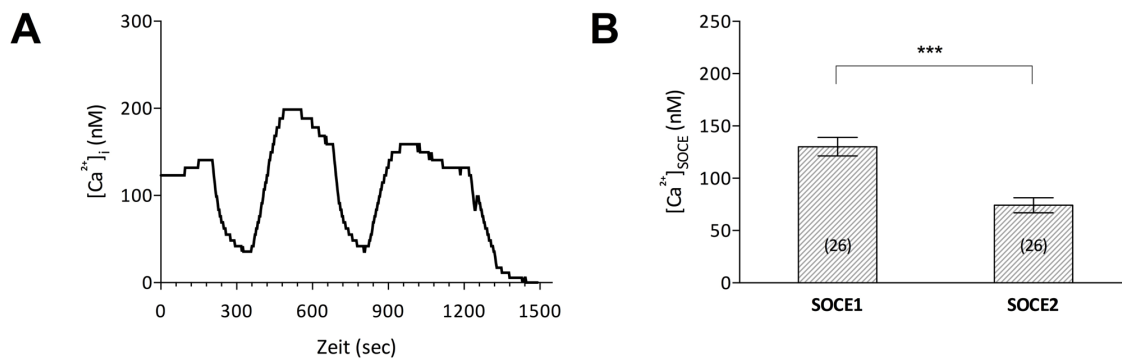 A
300
200
100
0
[Ca²⁺]ᵢ (nM)
0 300 600 900 1200 1500
Zeit (sec)
B
250
200
150
100
50
0
[Ca²⁺]SOCE (nM)
***
(26) (26)
SOCE1 SOCE2